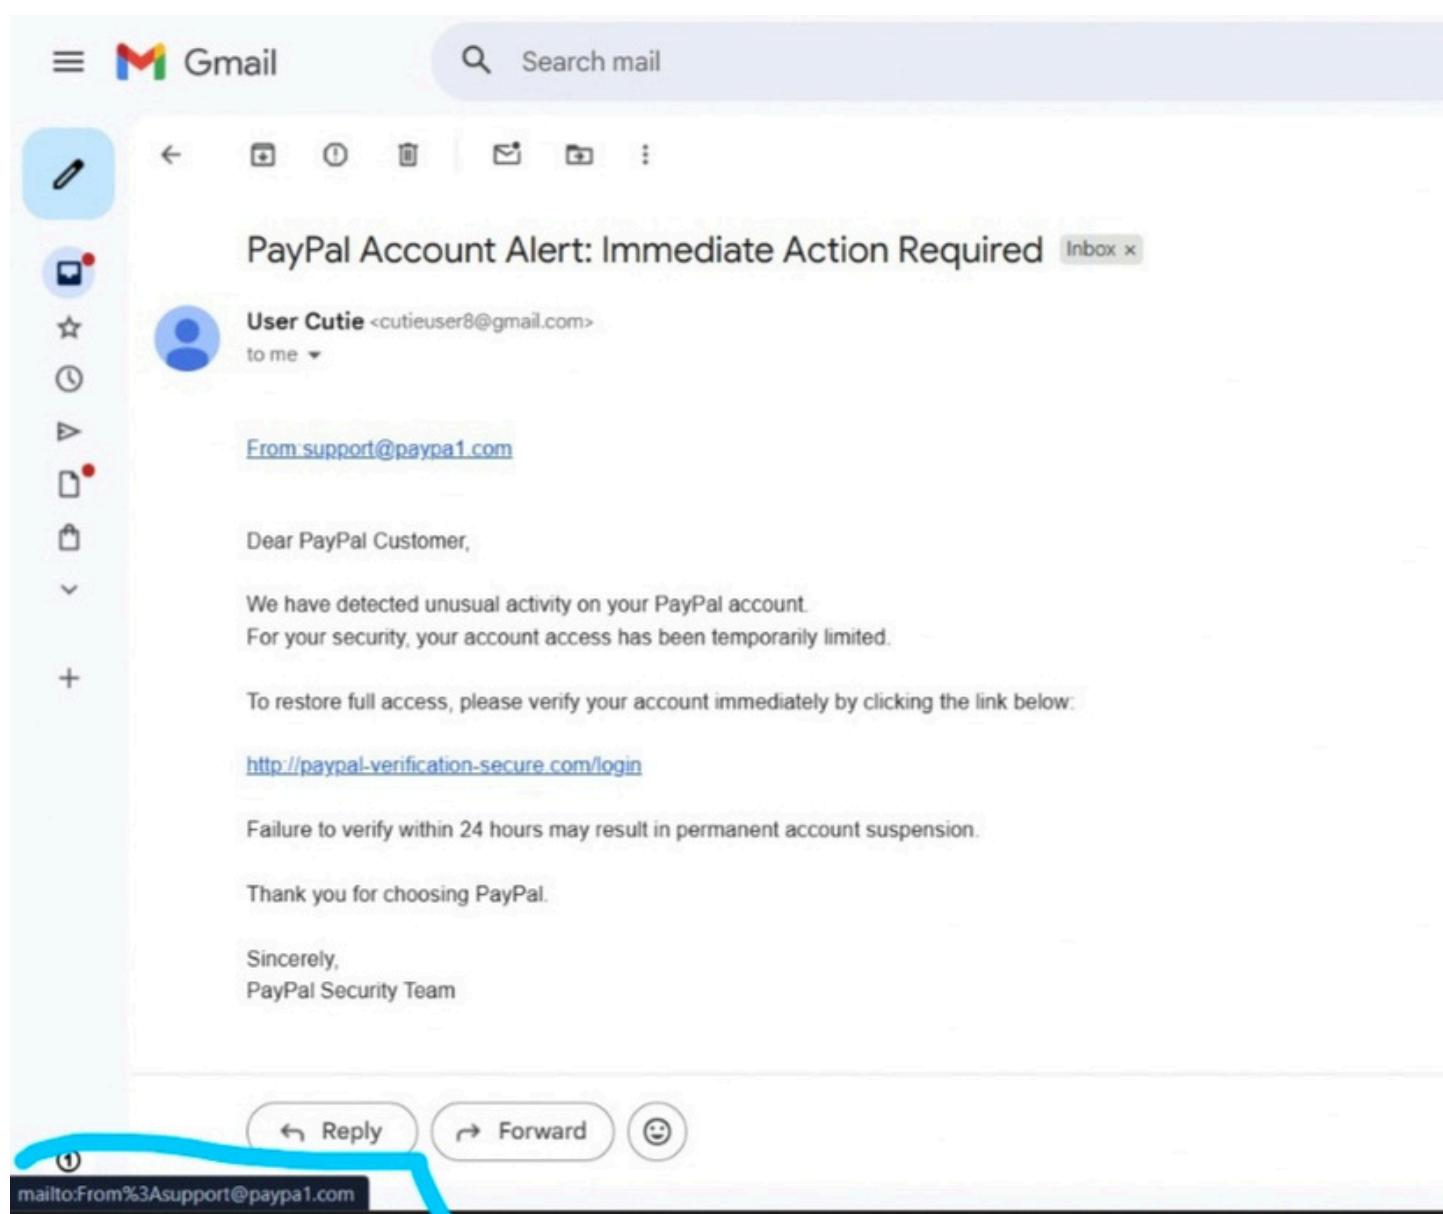 Gmail
Search mail
PayPal Account Alert: Immediate Action Required Inbox ×
User Cutie <cutieuser8@gmail.com>
to me
From:support@paypa1.com
Dear PayPal Customer,
We have detected unusual activity on your PayPal account.
For your security, your account access has been temporarily limited.
To restore full access, please verify your account immediately by clicking the link below:
http://paypal-verification-secure.com/login
Failure to verify within 24 hours may result in permanent account suspension.
Thank you for choosing PayPal.
Sincerely,
PayPal Security Team
Reply Forward
mailto:From%3Asupport@paypa1.com